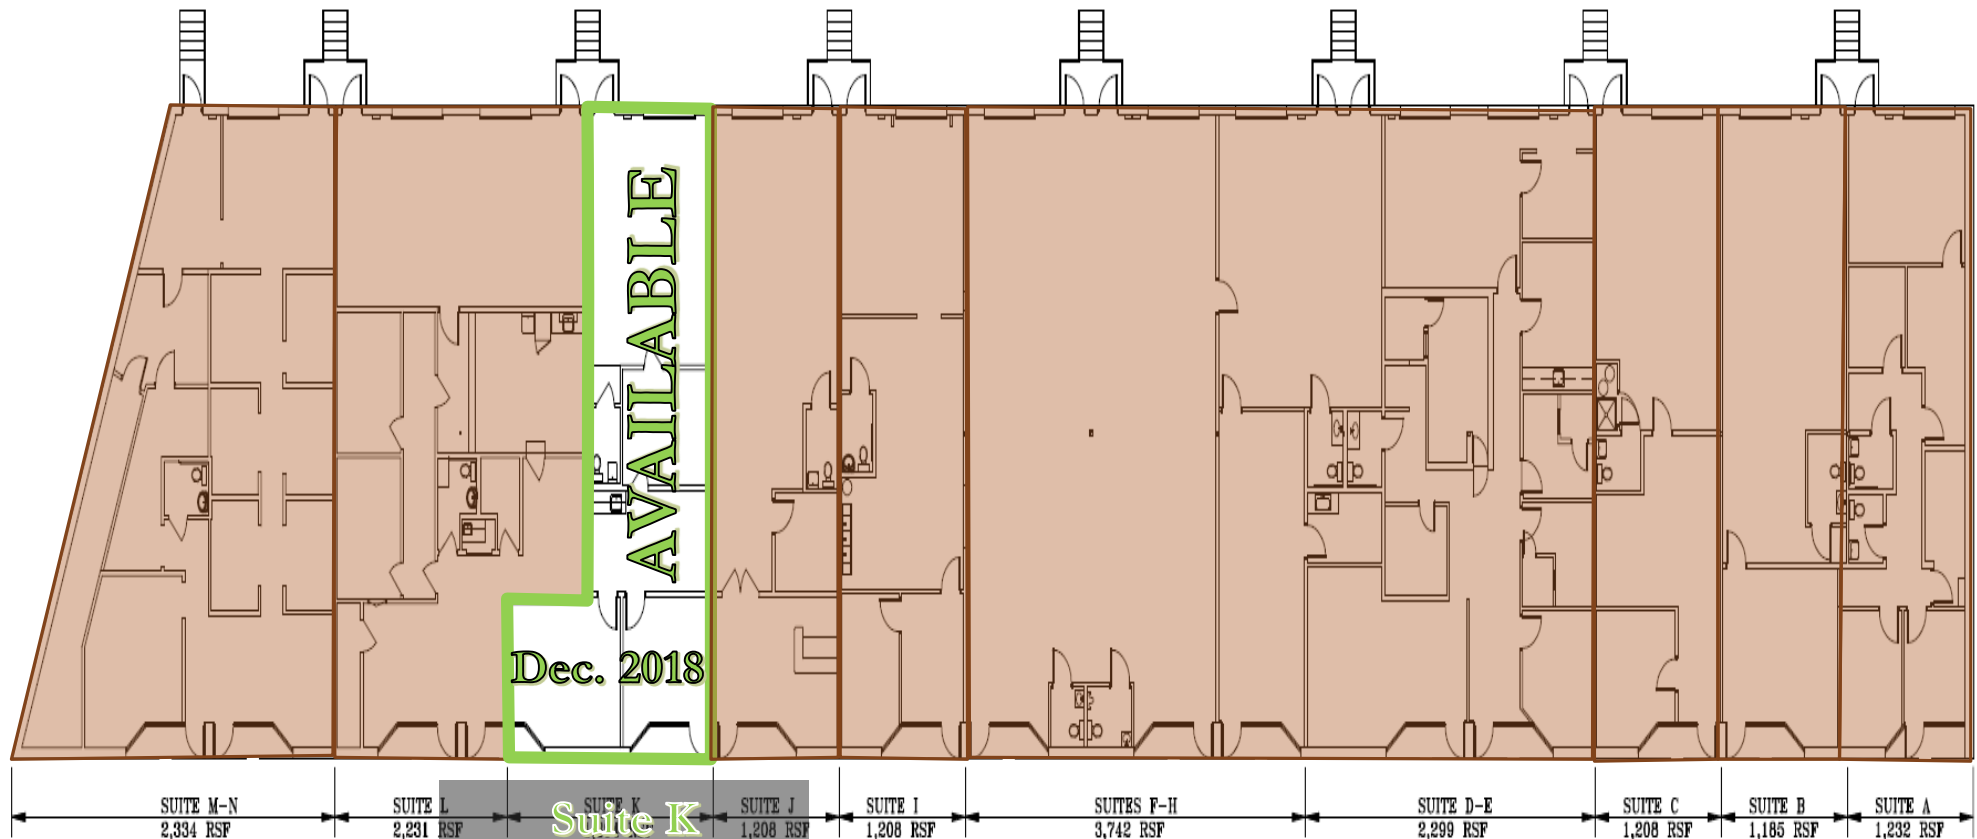 AVAILABLE
Dec. 2018
SUITE M-N
2,334 RSF
SUITE L
2,231 RSF
SUITE K
Suite K
SUITE J
1,208 RSF
SUITE I
1,208 RSF
SUITES F-H
3,742 RSF
SUITE D-E
2,299 RSF
SUITE C
1,208 RSF
SUITE B
1,185 RSF
SUITE A
1,232 RSF